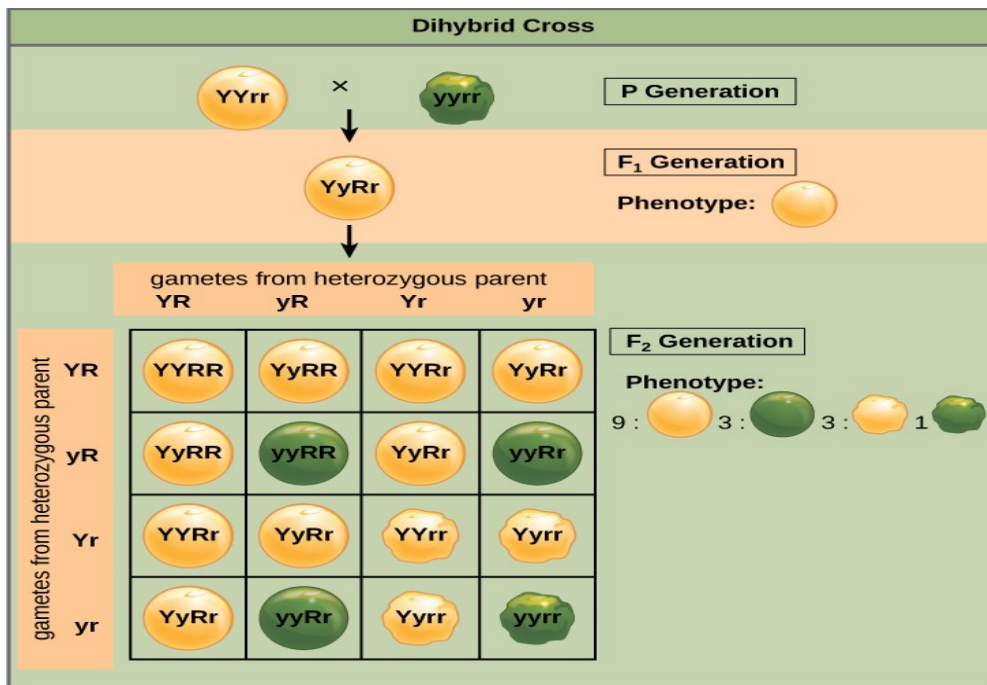 Dihybrid Cross
YYrr × yyrr
P Generation
YyRr
F₁ Generation
Phenotype:
gametes from heterozygous parent
YR yR Yr yr
gametes from heterozygous parent
YR YYRR YyRR YYRr YyRr
yR YyRR yyRR YyRr yyRr
Yr YYRr YyRr YYrr Yyrr
yr YyRr yyRr Yyrr yyrr
F₂ Generation
Phenotype:
9 : 3 : 3 : 1